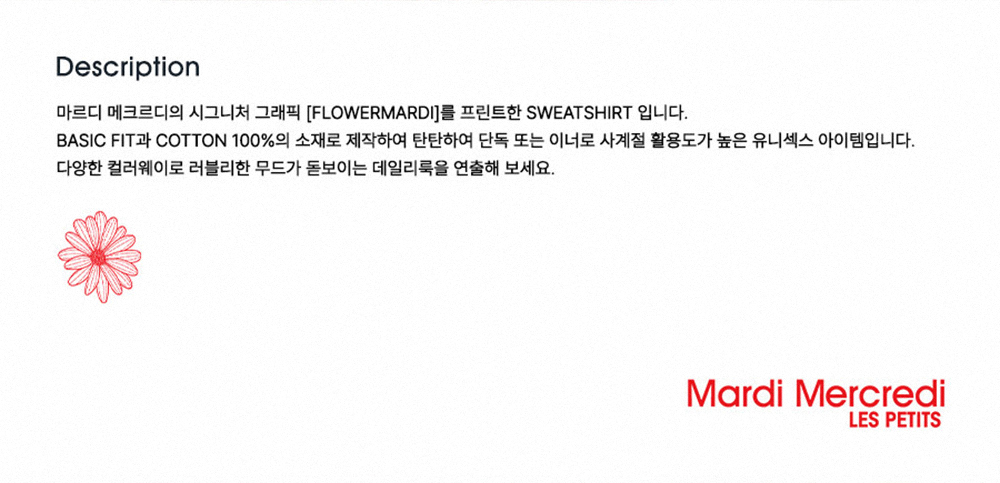 Description
마르디 메크르디의 시그니처 그래픽 [FLOWERMARDI]를 프린트한 SWEATSHIRT 입니다.
BASIC FIT과 COTTON 100%의 소재로 제작하여 탄탄하여 단독 또는 이너로 사계절 활용도가 높은 유니섹스 아이템입니다.
다양한 컬러웨이로 러블리한 무드가 돋보이는 데일리룩을 연출해 보세요.
Mardi Mercredi
LES PETITS